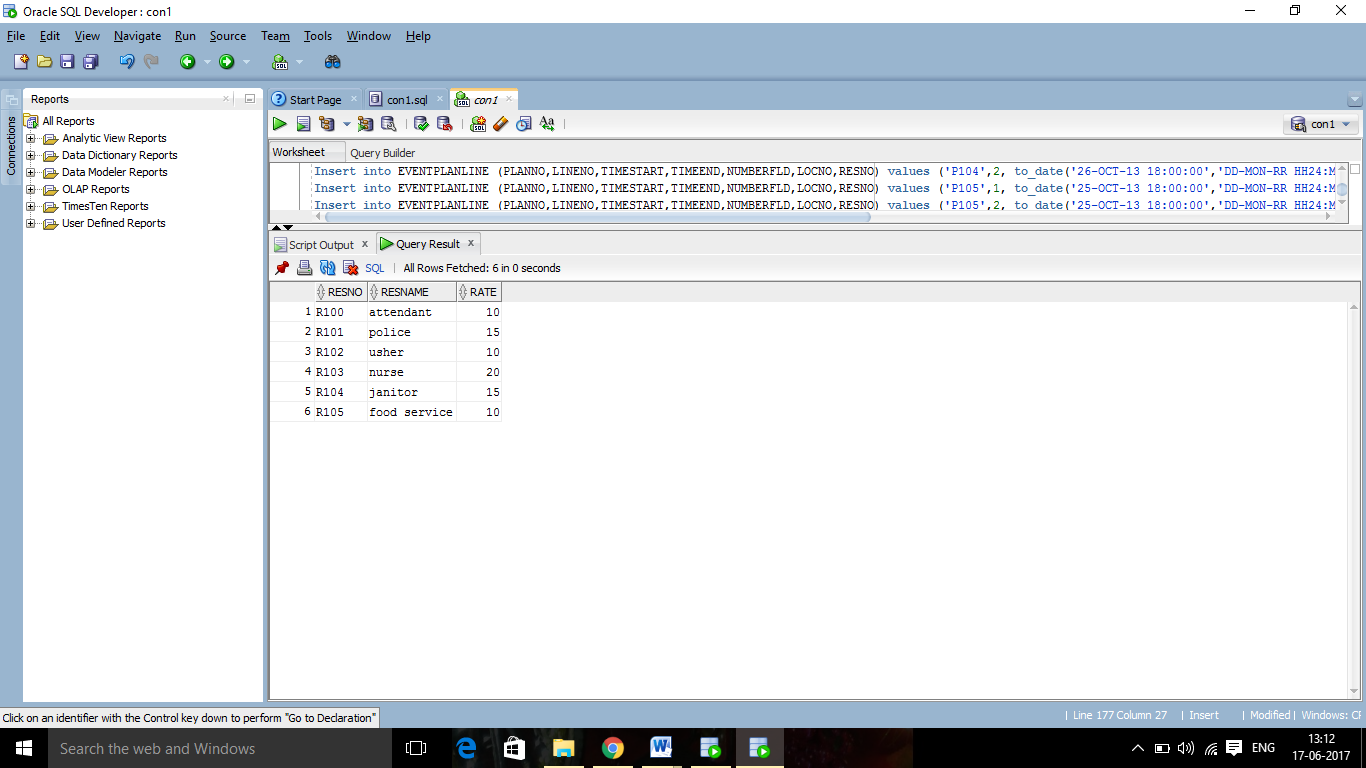 Oracle SQL Developer : con1
File Edit View Navigate Run Source Team Tools Window Help
Connections
Reports
All Reports
Analytic View Reports
Data Dictionary Reports
Data Modeler Reports
OLAP Reports
TimesTen Reports
User Defined Reports
Start Page con1.sql con1
con1
Worksheet Query Builder
Insert into EVENTPLANLINE (PLANNO,LINENO,TIMESTART,TIMEEND,NUMBERFLD,LOCNO,RESNO) values ('P104',2, to_date('26-OCT-13 18:00:00','DD-MON-RR HH24:M
Insert into EVENTPLANLINE (PLANNO,LINENO,TIMESTART,TIMEEND,NUMBERFLD,LOCNO,RESNO) values ('P105',1, to_date('25-OCT-13 18:00:00','DD-MON-RR HH24:M
Insert into EVENTPLANLINE (PLANNO,LINENO,TIMESTART,TIMEEND,NUMBERFLD,LOCNO,RESNO) values ('P105',2, to_date('25-OCT-13 18:00:00','DD-MON-RR HH24:M
Script Output x Query Result x
SQL | All Rows Fetched: 6 in 0 seconds
RESNO RESNAME RATE
1 R100 attendant 10
2 R101 police 15
3 R102 usher 10
4 R103 nurse 20
5 R104 janitor 15
6 R105 food service 10
Click on an identifier with the Control key down to perform "Go to Declaration"
| Line 177 Column 27 | Insert | Modified | Windows: CF
Search the web and Windows
ENG
13:12
17-06-2017